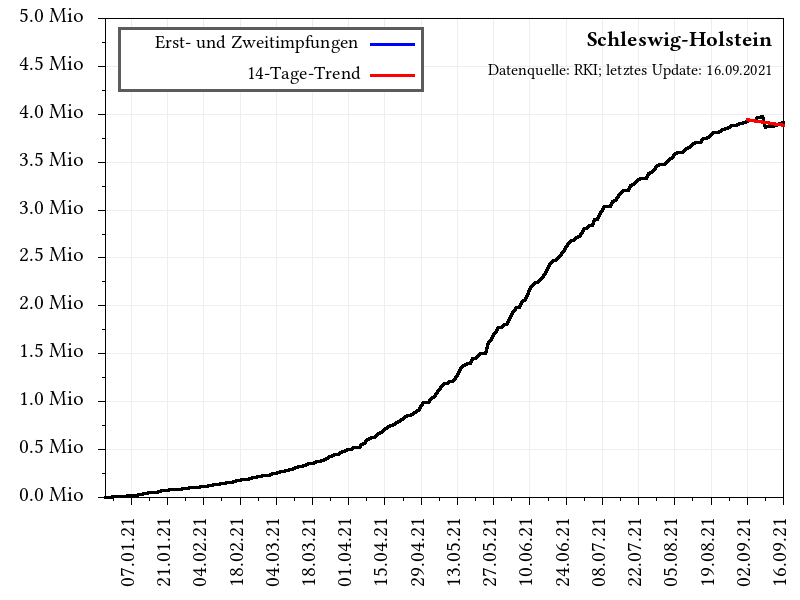 5.0 Mio
4.5 Mio
4.0 Mio
3.5 Mio
3.0 Mio
2.5 Mio
2.0 Mio
1.5 Mio
1.0 Mio
0.5 Mio
0.0 Mio
Erst- und Zweitimpfungen
14-Tage-Trend
Schleswig-Holstein
Datenquelle: RKI; letztes Update: 16.09.2021
07.01.21
21.01.21
04.02.21
18.02.21
04.03.21
18.03.21
01.04.21
15.04.21
29.04.21
13.05.21
27.05.21
10.06.21
24.06.21
08.07.21
22.07.21
05.08.21
19.08.21
02.09.21
16.09.21